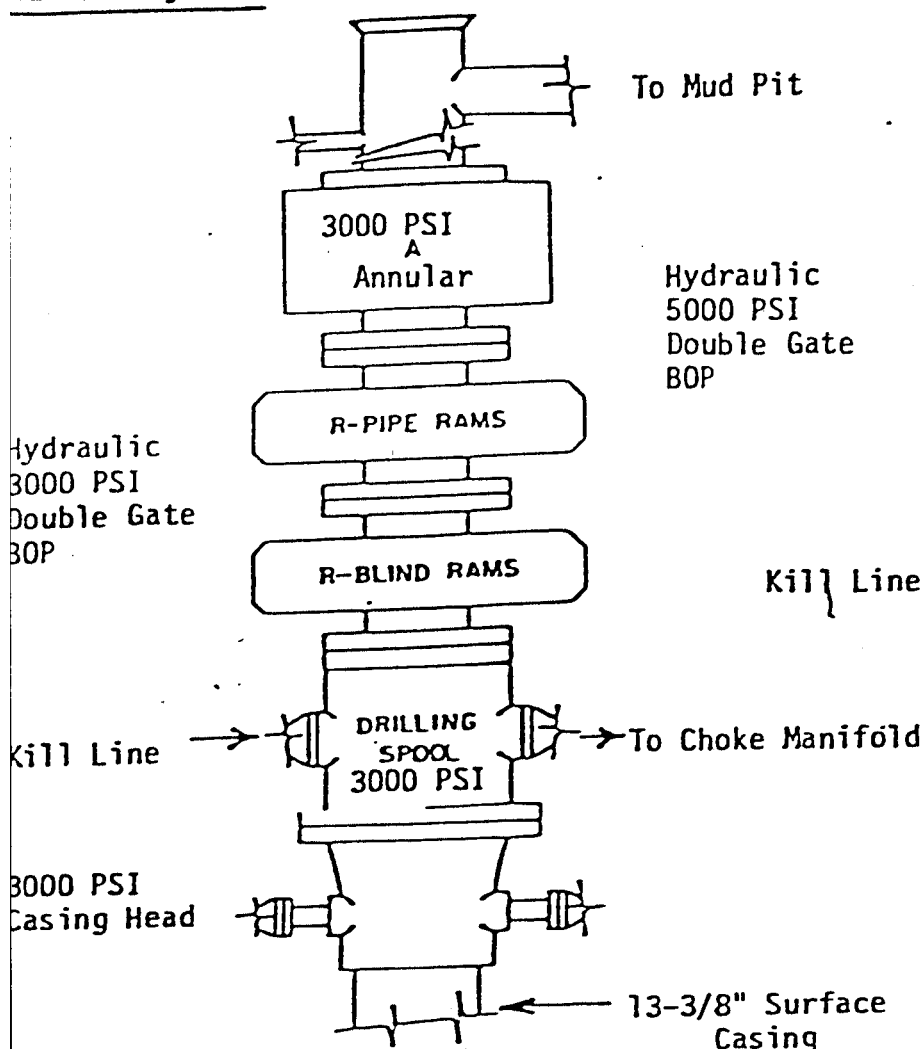 To Mud Pit
3000 PSI
A
Annular
Hydraulic
5000 PSI
Double Gate
BOP
R-PIPE RAMS
Hydraulic
3000 PSI
Double Gate
BOP
R-BLIND RAMS
Kill Line
Kill Line
DRILLING
SPOOL
3000 PSI
To Choke Manifold
3000 PSI
Casing Head
13-3/8" Surface
Casing